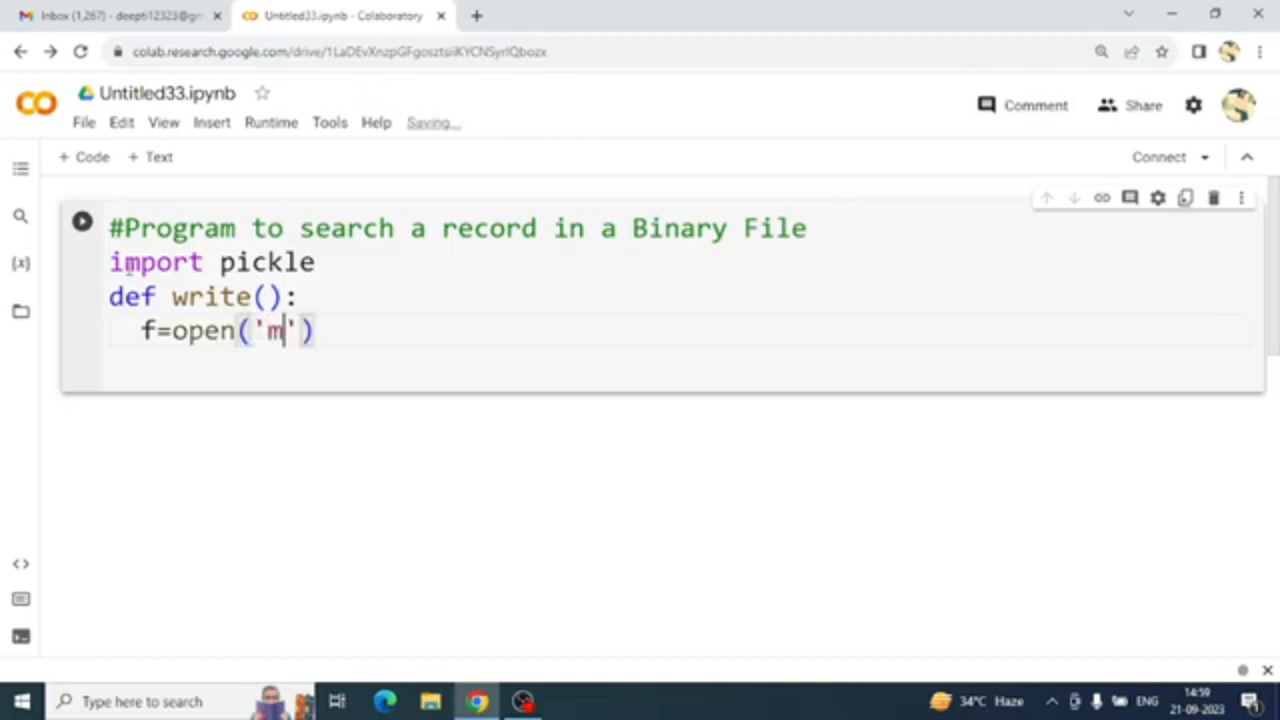 Inbox (1,267) - deepti12323@gm
Untitled33.ipynb - Colaboratory
colab.research.google.com/drive/
Untitled33.ipynb
Comment
Share
File Edit View Insert Runtime Tools Help Saving...
+ Code + Text
Connect
#Program to search a record in a Binary File
import pickle
def write():
f=open('m')
Type here to search
34°C Haze
ENG
14:59
21-09-2023